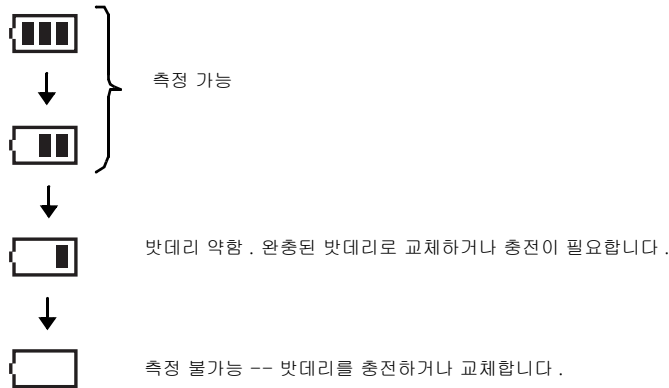 측정 가능
밧데리 약함 . 완충된 밧데리로 교체하거나 충전이 필요합니다 .
측정 불가능 -- 밧데리를 충전하거나 교체합니다 .